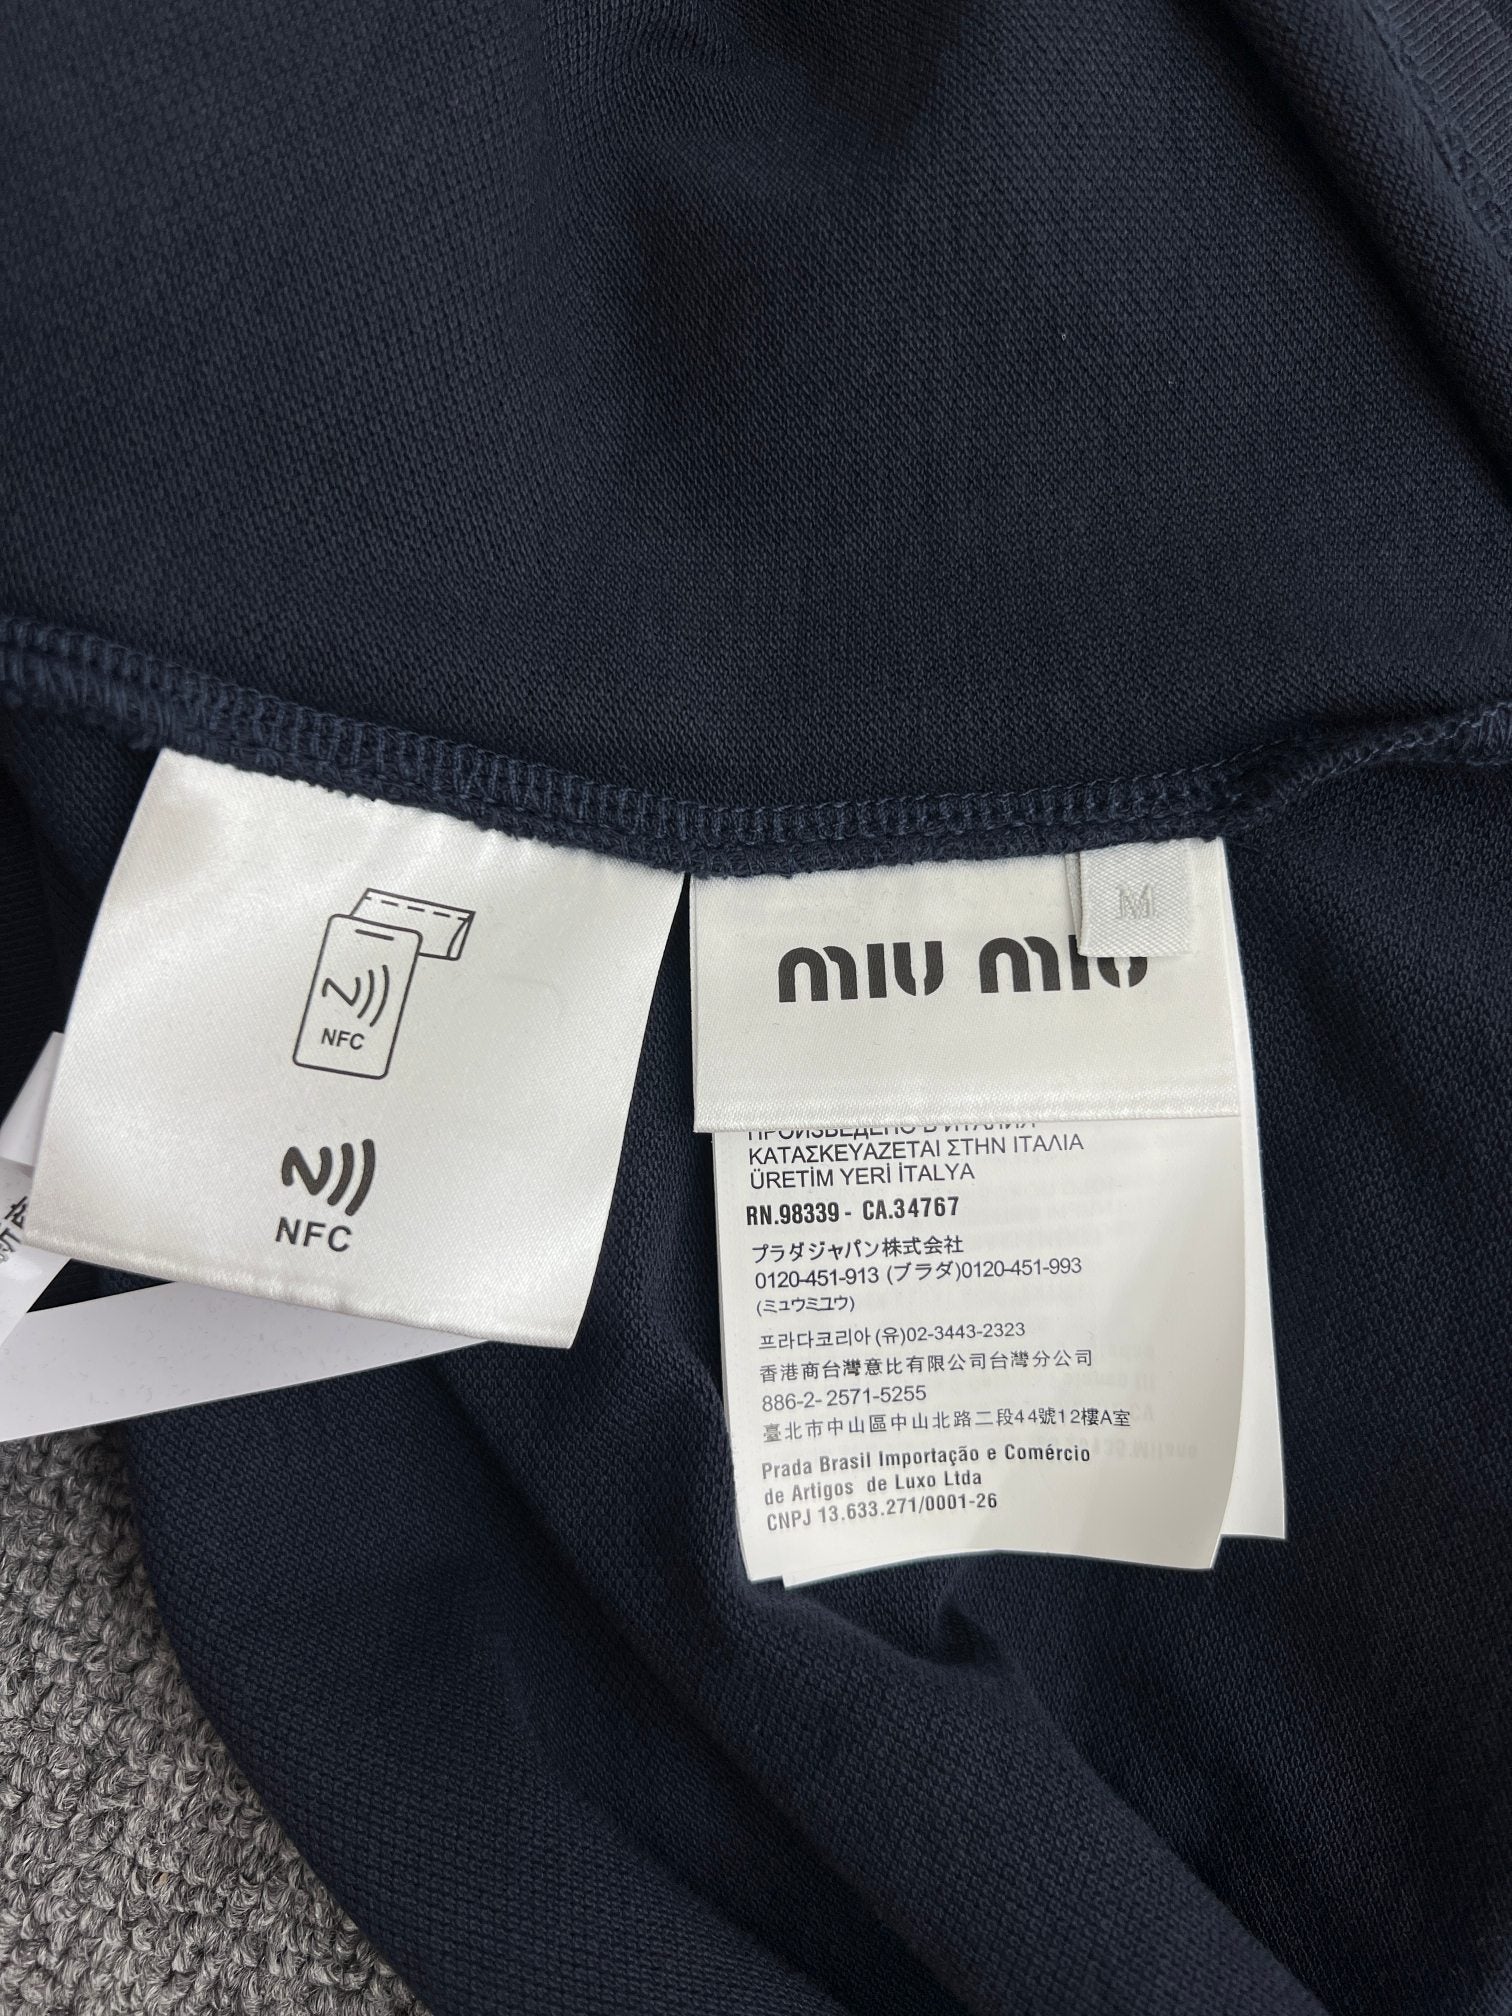 NFC
NFC
M
miu miu
ПРОИЗВЕДЕНО В ИТАЛИИ
ΚΑΤΑΣΚΕΥΑΖΕΤΑΙ ΣΤΗΝ ΙΤΑΛΙΑ
ÜRETİM YERİ İTALYA
RN.98339 - CA.34767
プラダジャパン株式会社
0120-451-913 (プラダ)0120-451-993
(ミュウミュウ)
프라다코리아(유)02-3443-2323
香港商台灣意比有限公司台灣分公司
886-2- 2571-5255
臺北市中山區中山北路二段44號12樓A室
Prada Brasil Importação e Comércio
de Artigos de Luxo Ltda
CNPJ 13.633.271/0001-26